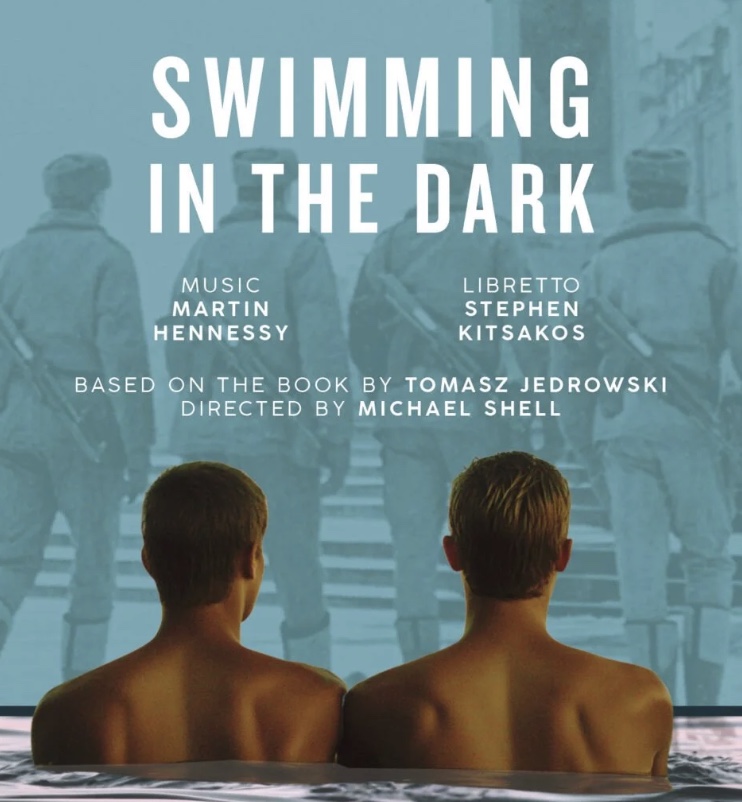 SWIMMING
IN THE DARK
MUSIC
MARTIN
HENNESSY
LIBRETTO
STEPHEN
KITSAKOS
BASED ON THE BOOK BY TOMASZ JEDROWSKI
DIRECTED BY MICHAEL SHELL